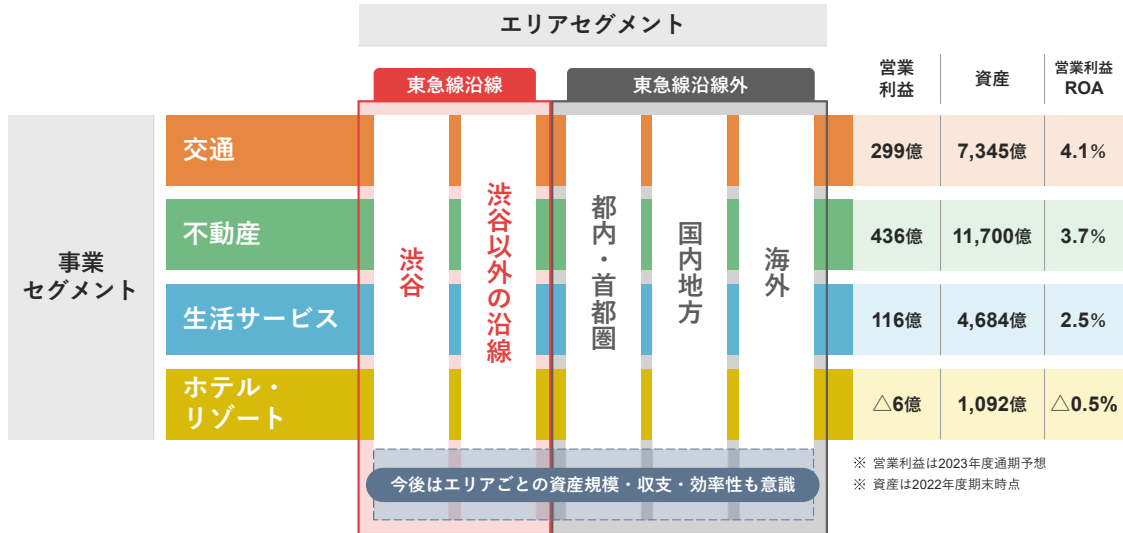 エリアセグメント
東急線沿線
東急線沿線外
営業
利益
資産
営業利益
ROA
事業
セグメント
交通
299億
7,345億
4.1%
不動産
436億
11,700億
3.7%
生活サービス
116億
4,684億
2.5%
ホテル・
リゾート
△6億
1,092億
△0.5%
渋谷
渋谷以外の沿線
都内・首都圏
国内地方
海外
今後はエリアごとの資産規模・収支・効率性も意識
※ 営業利益は2023年度通期予想
※ 資産は2022年度期末時点